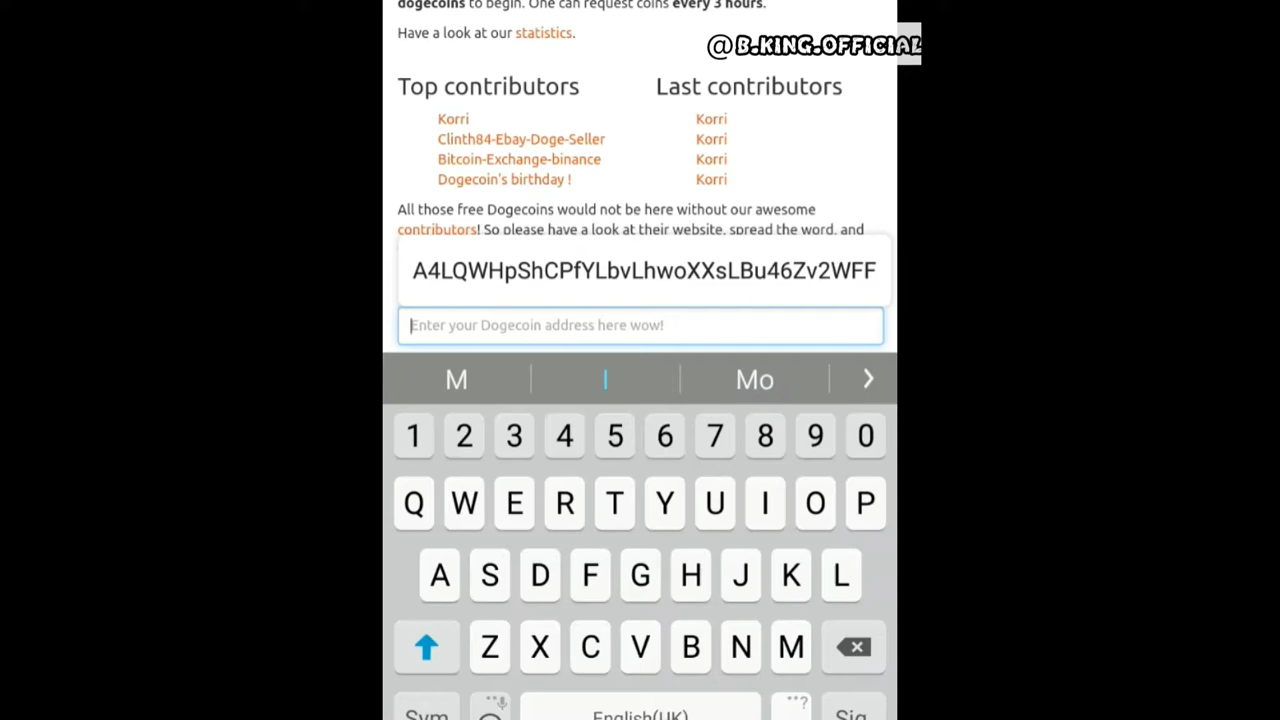 dogecoins to begin. One can request coins every 3 hours.
Have a look at our statistics.
@B.KING.OFFICIAL
Top contributors
Last contributors
Korri
Korri
Clinth84-Ebay-Doge-Seller
Korri
Bitcoin-Exchange-binance
Korri
Dogecoin's birthday !
Korri
All those free Dogecoins would not be here without our awesome
contributors! So please have a look at their website, spread the word, and
A4LQWHpShCPfYLbvLhwoXXsLBu46Zv2WFF
Enter your Dogecoin address here wow!
M I Mo
1 2 3 4 5 6 7 8 9 0
Q W E R T Y U I O P
A S D F G H J K L
Z X C V B N M
Sym English(UK) ? Sig